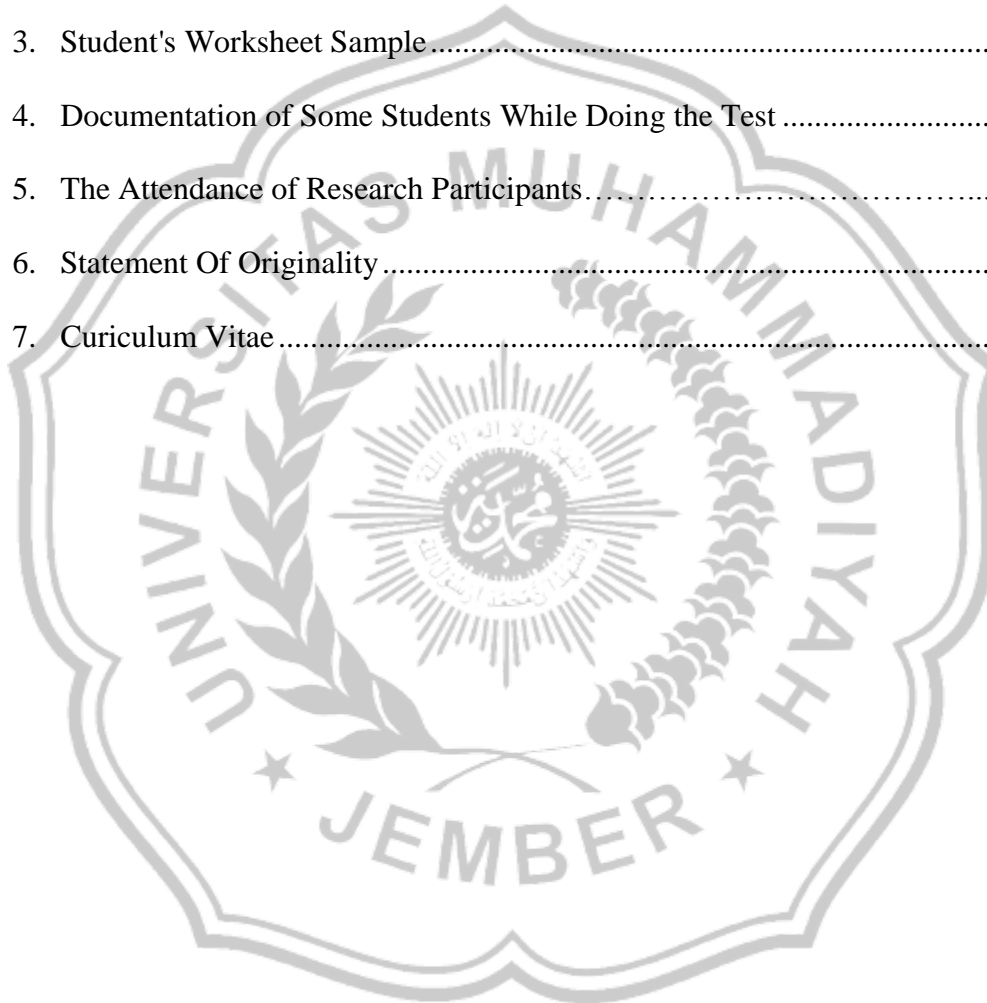 3. Student's Worksheet Sample..........................................................................
4. Documentation of Some Students While Doing the Test ...........................
5. The Attendance of Research Participants………………………………...
6. Statement Of Originality ...............................................................................
7. Curiculum Vitae ............................................................................................
UNIVERSITAS MUHAMMADIYAH
JEMBER